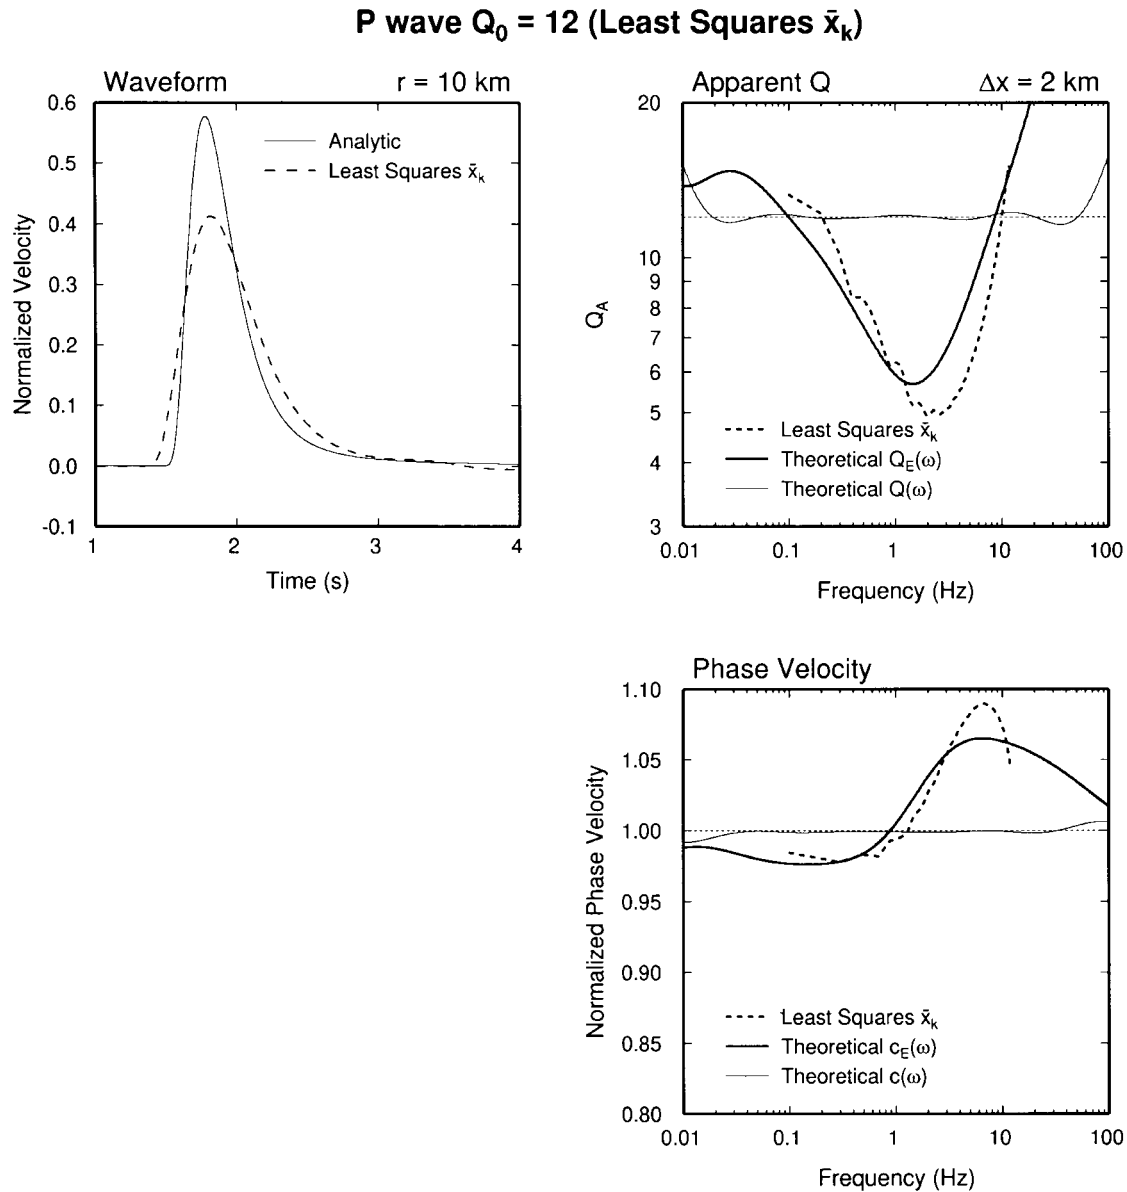 P wave Q₀ = 12 (Least Squares x̄ₖ)
Waveform r = 10 km
0.6
0.5
0.4
0.3
0.2
0.1
0.0
-0.1
Normalized Velocity
Analytic
Least Squares x̄ₖ
1 2 3 4
Time (s)
Apparent Q Δx = 2 km
20
10
9
8
7
6
5
4
3
Q_A
Least Squares x̄ₖ
Theoretical Q_E(ω)
Theoretical Q(ω)
0.01 0.1 1 10 100
Frequency (Hz)
Phase Velocity
1.10
1.05
1.00
0.95
0.90
0.85
0.80
Normalized Phase Velocity
Least Squares x̄ₖ
Theoretical c_E(ω)
Theoretical c(ω)
0.01 0.1 1 10 100
Frequency (Hz)